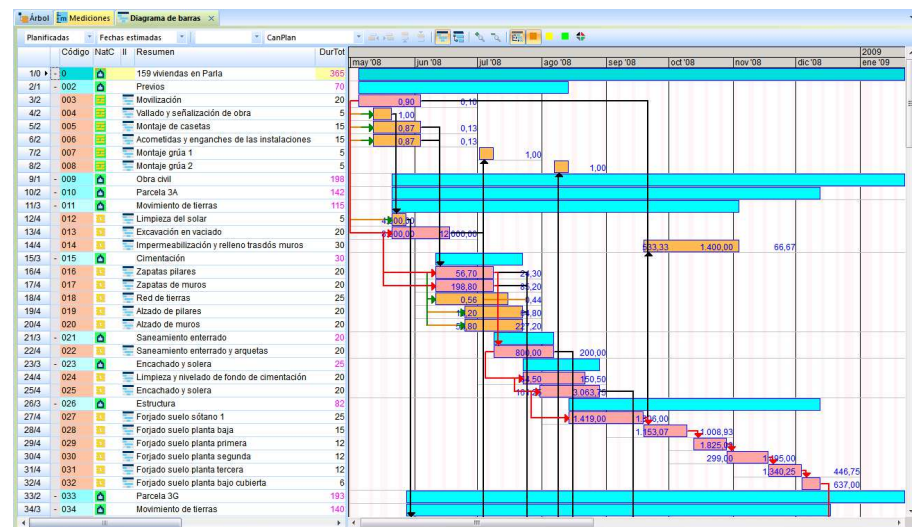 Árbol Mediciones Diagrama de barras ×
Planificadas Fechas estimadas CanPlan
Código NatC II Resumen DurTot 2009
may '08 jun '08 jul '08 ago '08 sep '08 oct '08 nov '08 dic '08 ene '09
1/0 - 0 159 viviendas en Parla 365
2/1 - 002 Previos 70
3/2 003 Movilización 20 0,90 0,10
4/2 004 Vallado y señalización de obra 5 1,00
5/2 005 Montaje de casetas 15 0,87 0,13
6/2 006 Acometidas y enganches de las instalaciones 15 0,87 0,13
7/2 007 Montaje grúa 1 5 1,00
8/2 008 Montaje grúa 2 5 1,00
9/1 - 009 Obra civil 198
10/2 - 010 Parcela 3A 142
11/3 - 011 Movimiento de tierras 115
12/4 012 Limpieza del solar 5
13/4 013 Excavación en vaciado 20
14/4 014 Impermeabilización y relleno trasdós muros 30 533,33 1.400,00 66,67
15/3 - 015 Cimentación 30
16/4 016 Zapatas pilares 20 56,70 24,30
17/4 017 Zapatas de muros 20 198,80 85,20
18/4 018 Red de tierras 25 0,56 0,44
19/4 019 Alzado de pilares 20
20/4 020 Alzado de muros 20 227,20
21/3 - 021 Saneamiento enterrado 20
22/4 022 Saneamiento enterrado y arquetas 20 800,00 200,00
23/3 - 023 Encachado y solera 25
24/4 024 Limpieza y nivelado de fondo de cimentación 20 150,50
25/4 025 Encachado y solera 20 3.063,75
26/3 - 026 Estructura 82
27/4 027 Forjado suelo sótano 1 25 1.419,00
28/4 028 Forjado suelo planta baja 15 1.153,07 1.008,93
29/4 029 Forjado suelo planta primera 12
30/4 030 Forjado suelo planta segunda 12 299,00
31/4 031 Forjado suelo planta tercera 12 1.340,25 446,75
32/4 032 Forjado suelo planta bajo cubierta 6 637,00
33/2 - 033 Parcela 3G 193
34/3 - 034 Movimiento de tierras 140